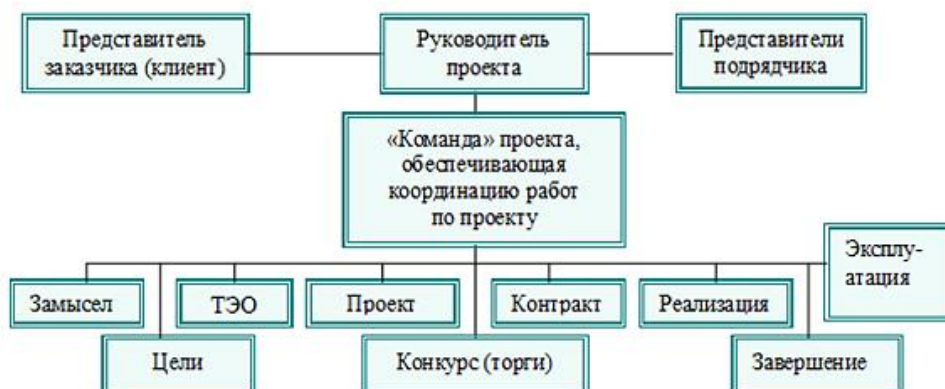 Представитель
заказчика (клиент)
Руководитель
проекта
Представители
подрядчика
«Команда» проекта,
обеспечивающая
координацию работ
по проекту
Эксплу-
атация
Замысел
ТЭО
Проект
Контракт
Реализация
Цели
Конкурс (торги)
Завершение